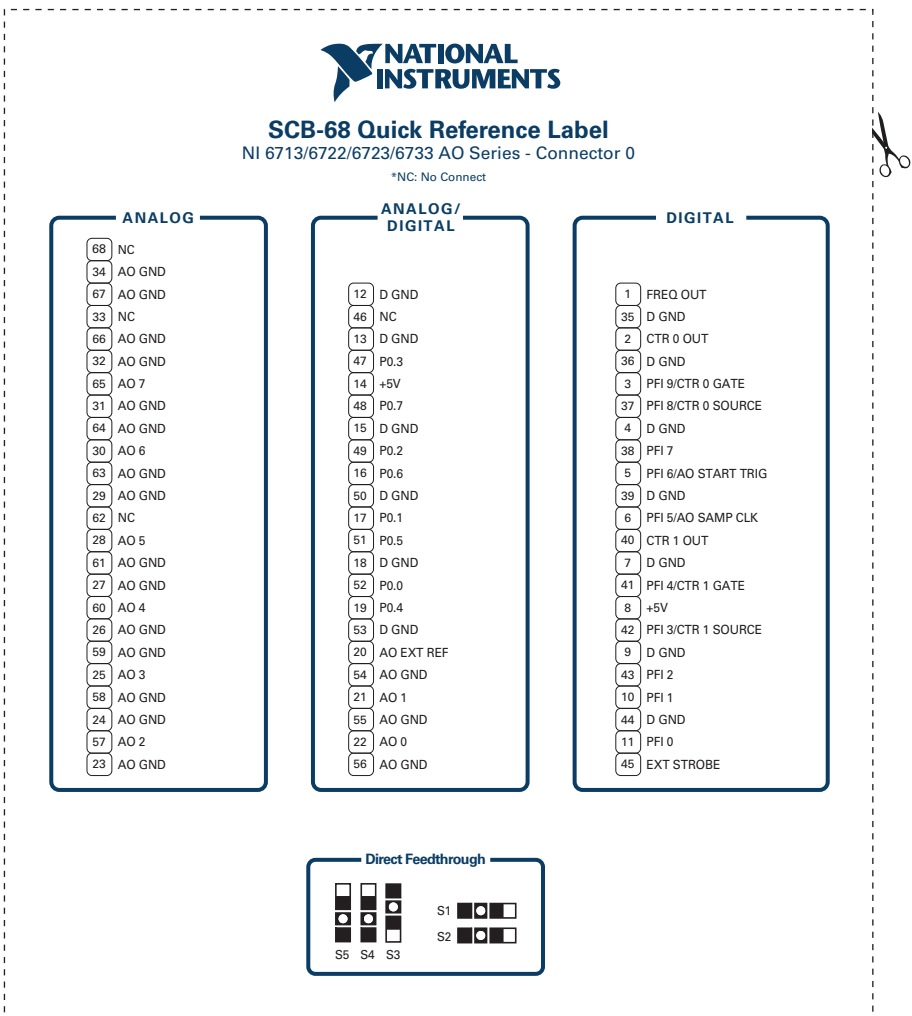 NATIONAL
INSTRUMENTS
SCB-68 Quick Reference Label
NI 6713/6722/6723/6733 AO Series - Connector 0
*NC: No Connect
ANALOG
68 NC
34 AO GND
67 AO GND
33 NC
66 AO GND
32 AO GND
65 AO 7
31 AO GND
64 AO GND
30 AO 6
63 AO GND
29 AO GND
62 NC
28 AO 5
61 AO GND
27 AO GND
60 AO 4
26 AO GND
59 AO GND
25 AO 3
58 AO GND
24 AO GND
57 AO 2
23 AO GND
ANALOG/
DIGITAL
12 D GND
46 NC
13 D GND
47 P0.3
14 +5V
48 P0.7
15 D GND
49 P0.2
16 P0.6
50 D GND
17 P0.1
51 P0.5
18 D GND
52 P0.0
19 P0.4
53 D GND
20 AO EXT REF
54 AO GND
21 AO 1
55 AO GND
22 AO 0
56 AO GND
DIGITAL
1 FREQ OUT
35 D GND
2 CTR 0 OUT
36 D GND
3 PFI 9/CTR 0 GATE
37 PFI 8/CTR 0 SOURCE
4 D GND
38 PFI 7
5 PFI 6/AO START TRIG
39 D GND
6 PFI 5/AO SAMP CLK
40 CTR 1 OUT
7 D GND
41 PFI 4/CTR 1 GATE
8 +5V
42 PFI 3/CTR 1 SOURCE
9 D GND
43 PFI 2
10 PFI 1
44 D GND
11 PFI 0
45 EXT STROBE
Direct Feedthrough
S1
S2
S5 S4 S3